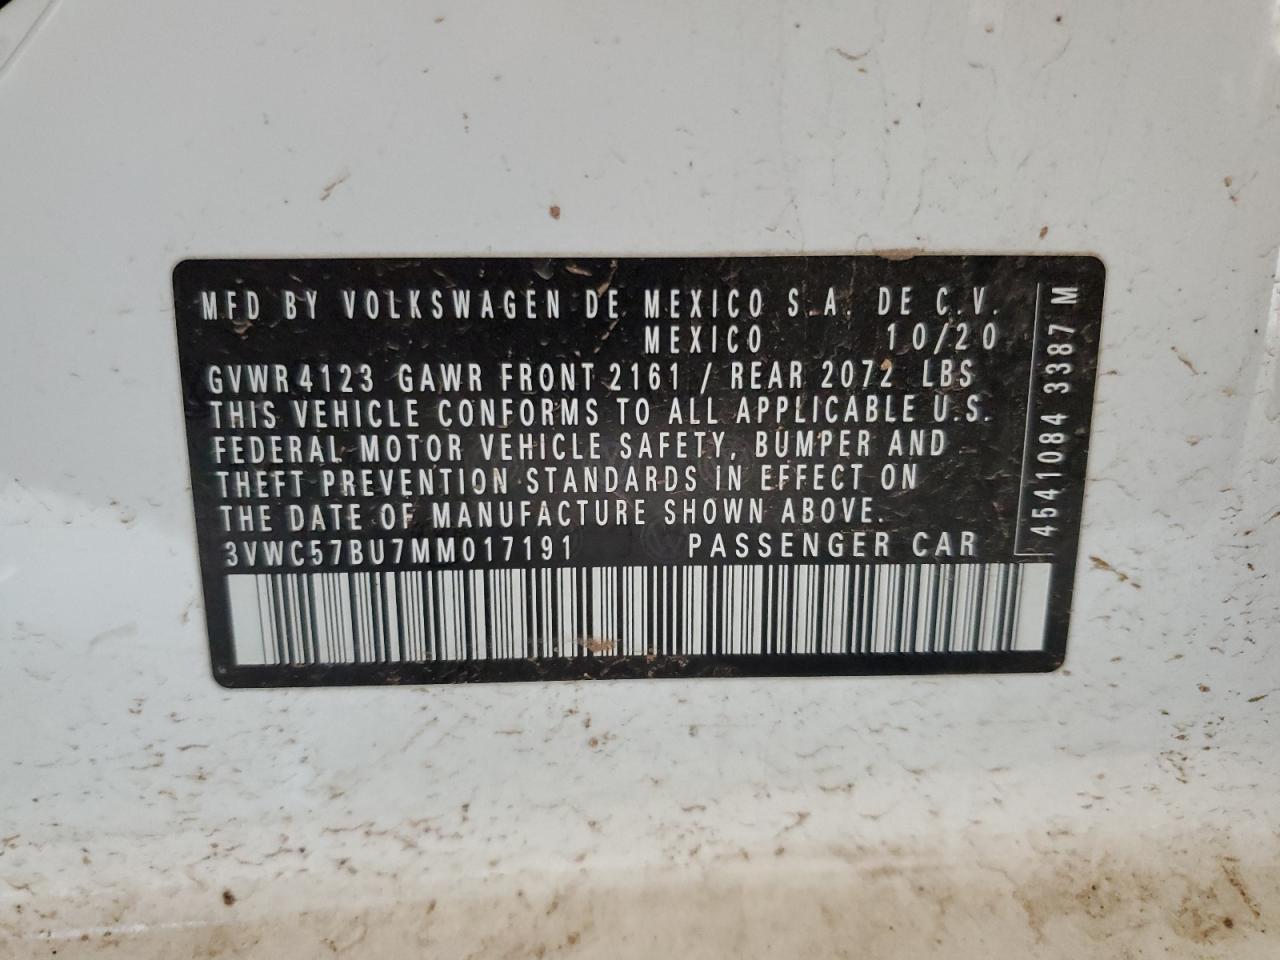 MFD BY VOLKSWAGEN DE MEXICO S.A. DE C.V.
MEXICO 10/20
GVWR 4123 GAWR FRONT 2161 / REAR 2072 LBS
THIS VEHICLE CONFORMS TO ALL APPLICABLE U.S.
FEDERAL MOTOR VEHICLE SAFETY, BUMPER AND
THEFT PREVENTION STANDARDS IN EFFECT ON
THE DATE OF MANUFACTURE SHOWN ABOVE.
3VWC57BU7MM017191 PASSENGER CAR
4541084 3387 M